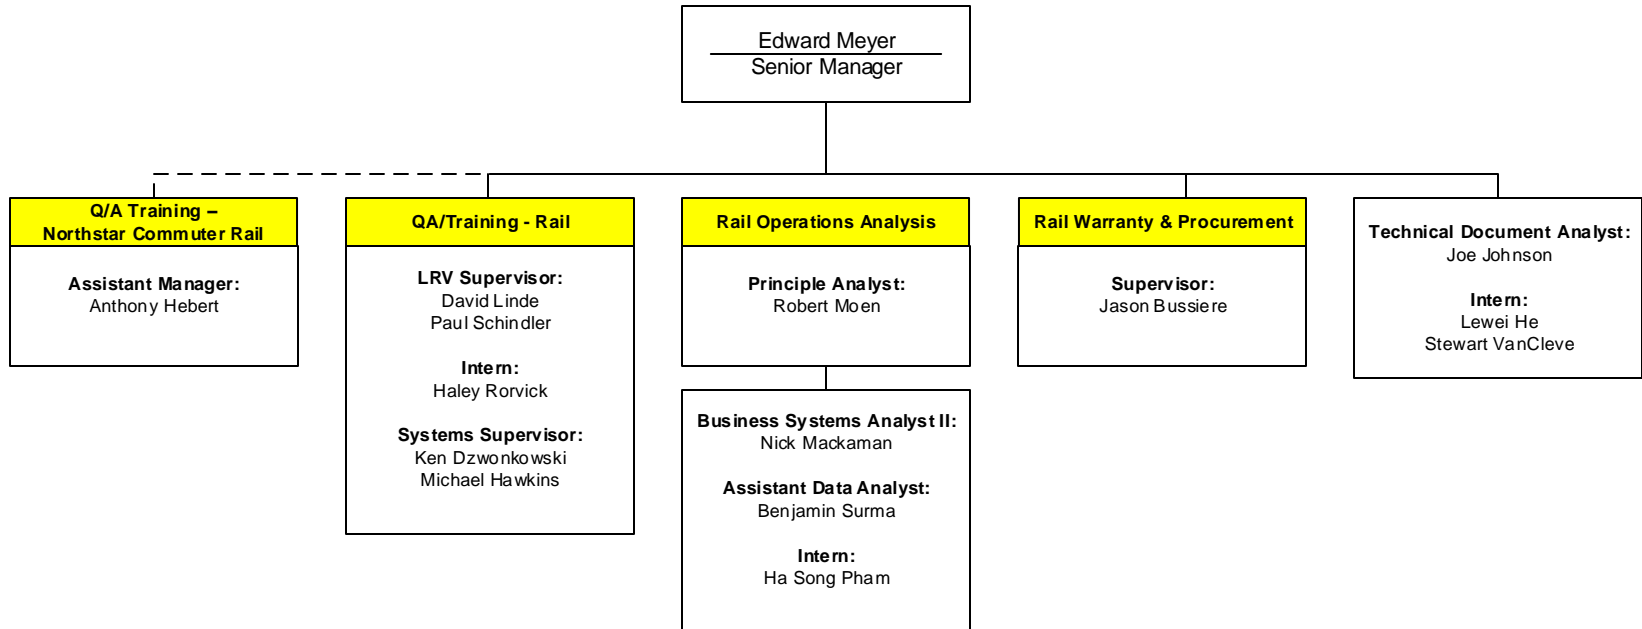 Edward Meyer
Senior Manager
Q/A Training –
Northstar Commuter Rail
Assistant Manager:
Anthony Hebert
QA/Training - Rail
LRV Supervisor:
David Linde
Paul Schindler
Intern:
Haley Rorvick
Systems Supervisor:
Ken Dzwonkowski
Michael Hawkins
Rail Operations Analysis
Principle Analyst:
Robert Moen
Business Systems Analyst II:
Nick Mackaman
Assistant Data Analyst:
Benjamin Surma
Intern:
Ha Song Pham
Rail Warranty & Procurement
Supervisor:
Jason Bussiere
Technical Document Analyst:
Joe Johnson
Intern:
Lewei He
Stewart VanCleve